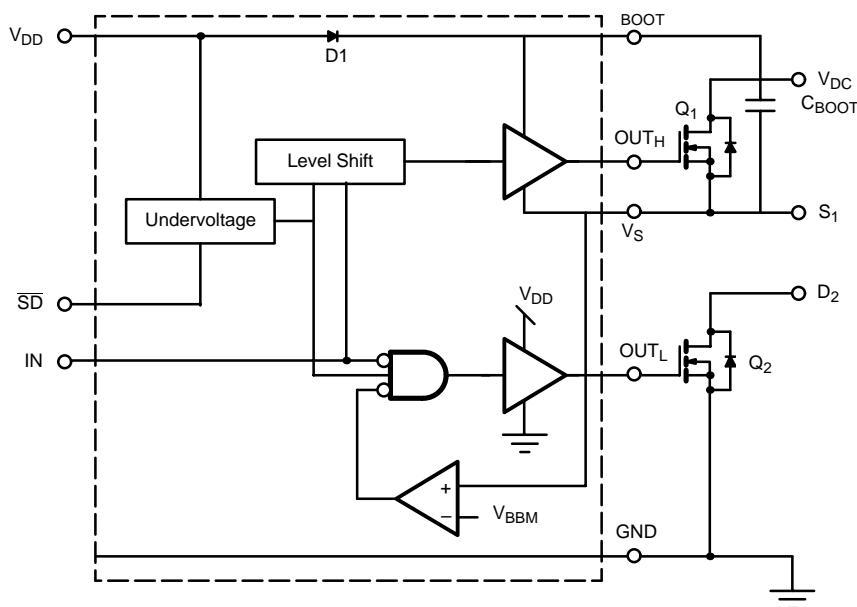 BOOT
V_DD
D1
V_DC
Q_1
C_BOOT
OUT_H
Level Shift
Undervoltage
V_S
S_1
SD
V_DD
D_2
IN
OUT_L
Q_2
+
−
V_BBM
GND